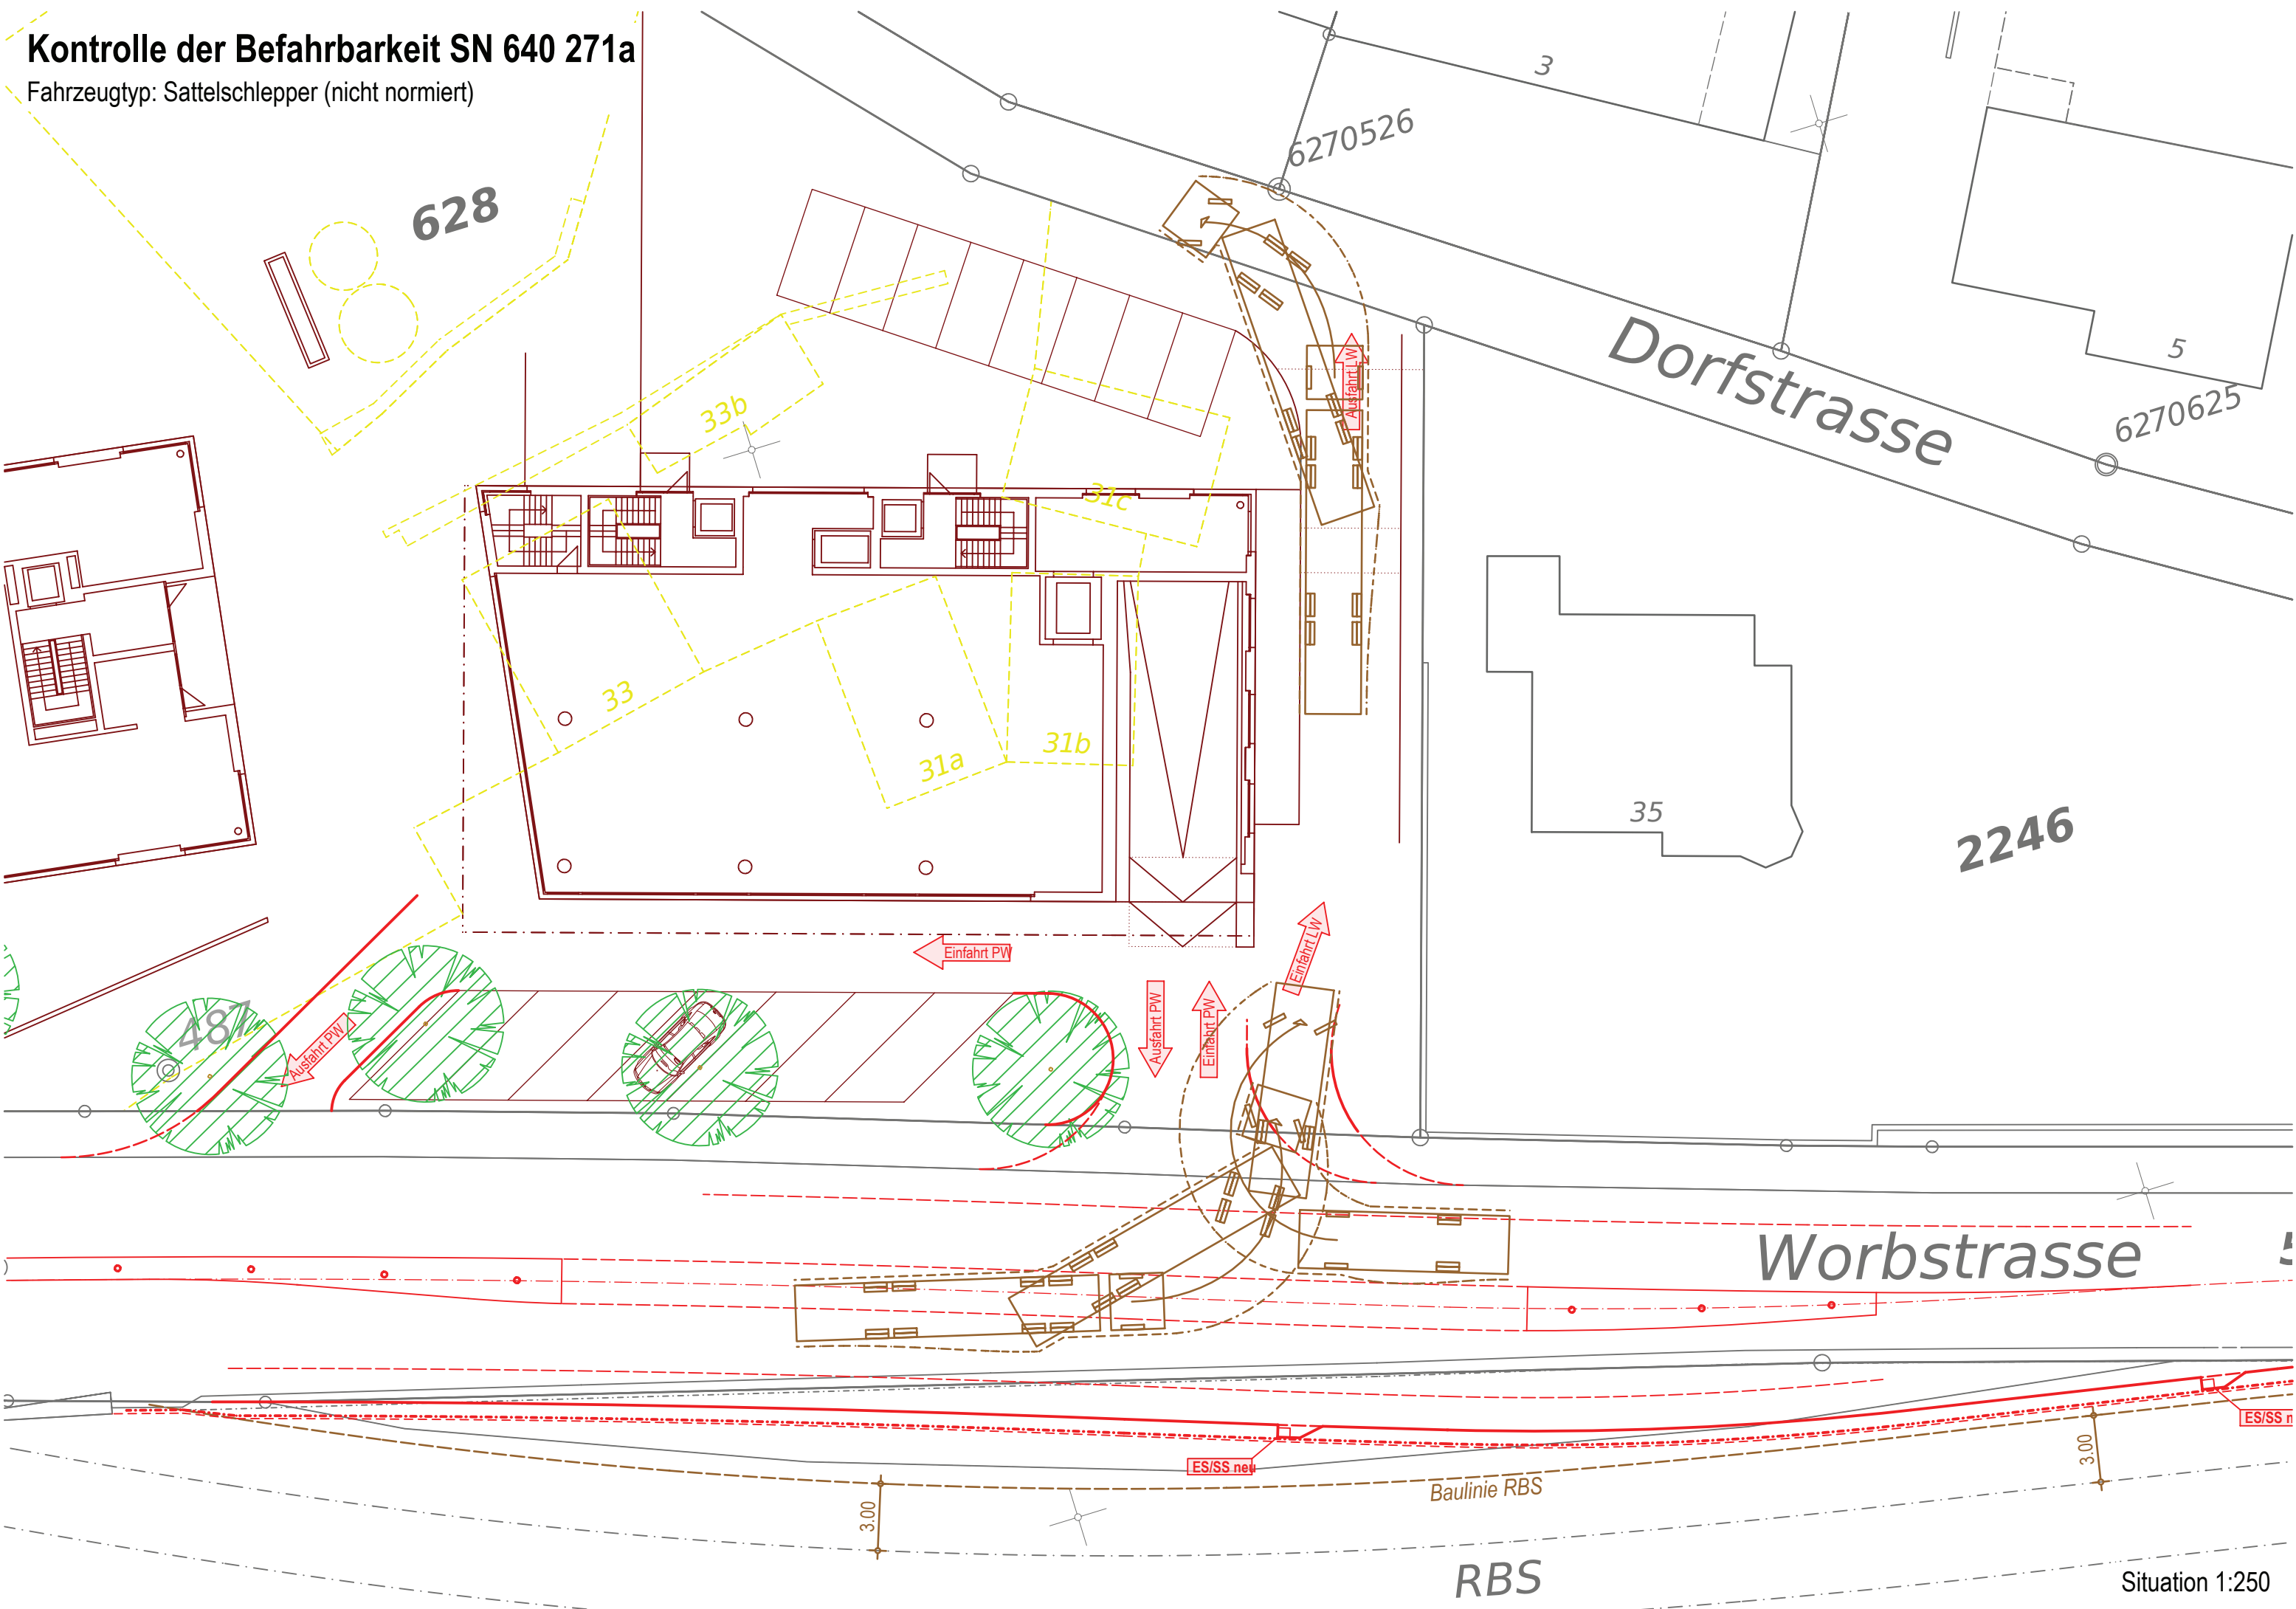 Kontrolle der Befahrbarkeit SN 640 271a
Fahrzeugtyp: Sattelschlepper (nicht normiert)
3
6270526
628
Dorfstrasse
5
6270625
Ausfahrt LW
33b
31c
33
31a
31b
35
2246
Einfahrt PW
Einfahrt LW
487
Ausfahrt PW
Ausfahrt PW
Einfahrt PW
Worbstrasse
ES/SS neu
ES/SS n
3.00
3.00
Baulinie RBS
RBS
Situation 1:250